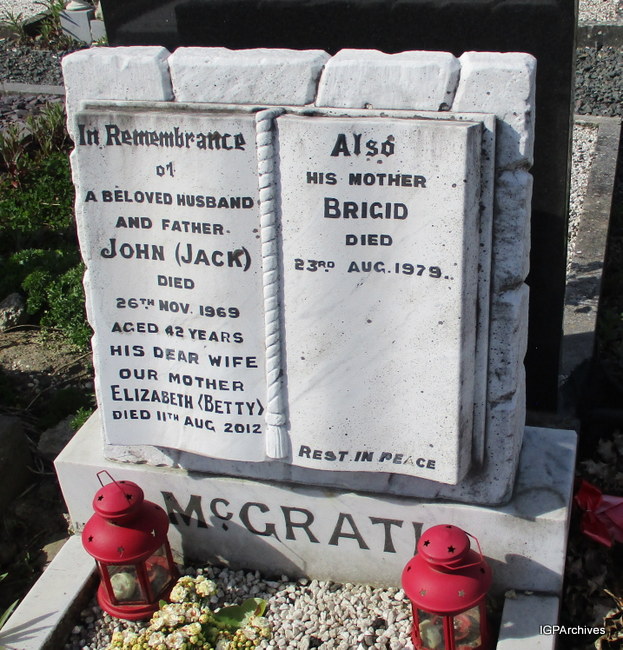 In Remembrance
of
A BELOVED HUSBAND
AND FATHER
JOHN (JACK)
DIED
26TH NOV. 1969
AGED 42 YEARS
HIS DEAR WIFE
OUR MOTHER
ELIZABETH (BETTY)
DIED 11TH AUG 2012
Also
HIS MOTHER
BRIGID
DIED
23RD AUG. 1979.
REST IN PEACE
McGRATH
IGPArchives